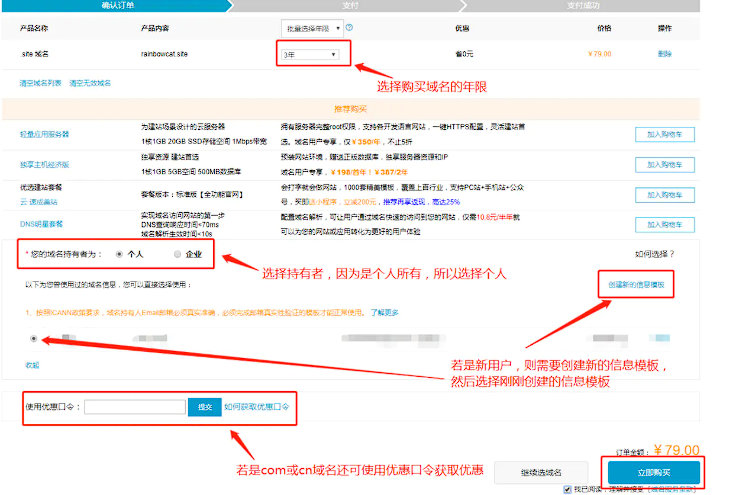 确认订单
支付
支付成功
产品名称 产品内容 批量选择年限 优惠 价格 操作
.site 域名 rainbowcat.site 3年 省0元 ￥79.00 删除
选择购买域名的年限
清空域名列表 清空无效域名
推荐购买
轻量应用服务器
为建站场景设计的云服务器
1核1GB 20GB SSD存储空间 1Mbps带宽
拥有服务器完整root权限，支持各开发语言网站，一键HTTPS配置，灵活建站首
选。域名用户专享，仅￥350/年，不止5折
加入购物车
独享主机经济版
独享资源 建站首选
1核1GB 5GB空间 500MB数据库
预装网站环境，赠送正版数据库，独享服务器资源和IP
域名用户专享，￥198/首年！￥387/2年
加入购物车
优选建站套餐
云·速成美站
套餐版本：标准版【全功能官网】
会打字就会做网站，1000套精美模板，覆盖上百行业，支持PC站+手机站+公众
号，买即送小程序，立减200元，推荐再享返现，高达25%
加入购物车
DNS明星套餐
实现域名访问网站的第一步
DNS查询响应时间<70ms
域名解析生效时间<10s
配置域名解析，可让用户通过域名快速的访问到您的网站，仅需10.8元/半年就
可以为您的网站或应用转化为更好的用户体验
加入购物车
* 您的域名持有者为： 个人 企业
如何选择？
选择持有者，因为是个人所有，所以选择个人
以下为您曾使用过的域名信息，您可以直接选择使用：
创建新的信息模板
1、按照ICANN政策要求，域名持有人Email邮箱必须真实准确，必须完成邮箱真实性验证的模板才能正常使用。 了解更多
收起
若是新用户，则需要创建新的信息模板，
然后选择刚刚创建的信息模板
使用优惠口令： 提交 如何获取优惠口令
若是com或cn域名还可使用优惠口令获取优惠
订单金额：￥79.00
继续选域名
立即购买
我已阅读，理解并接受